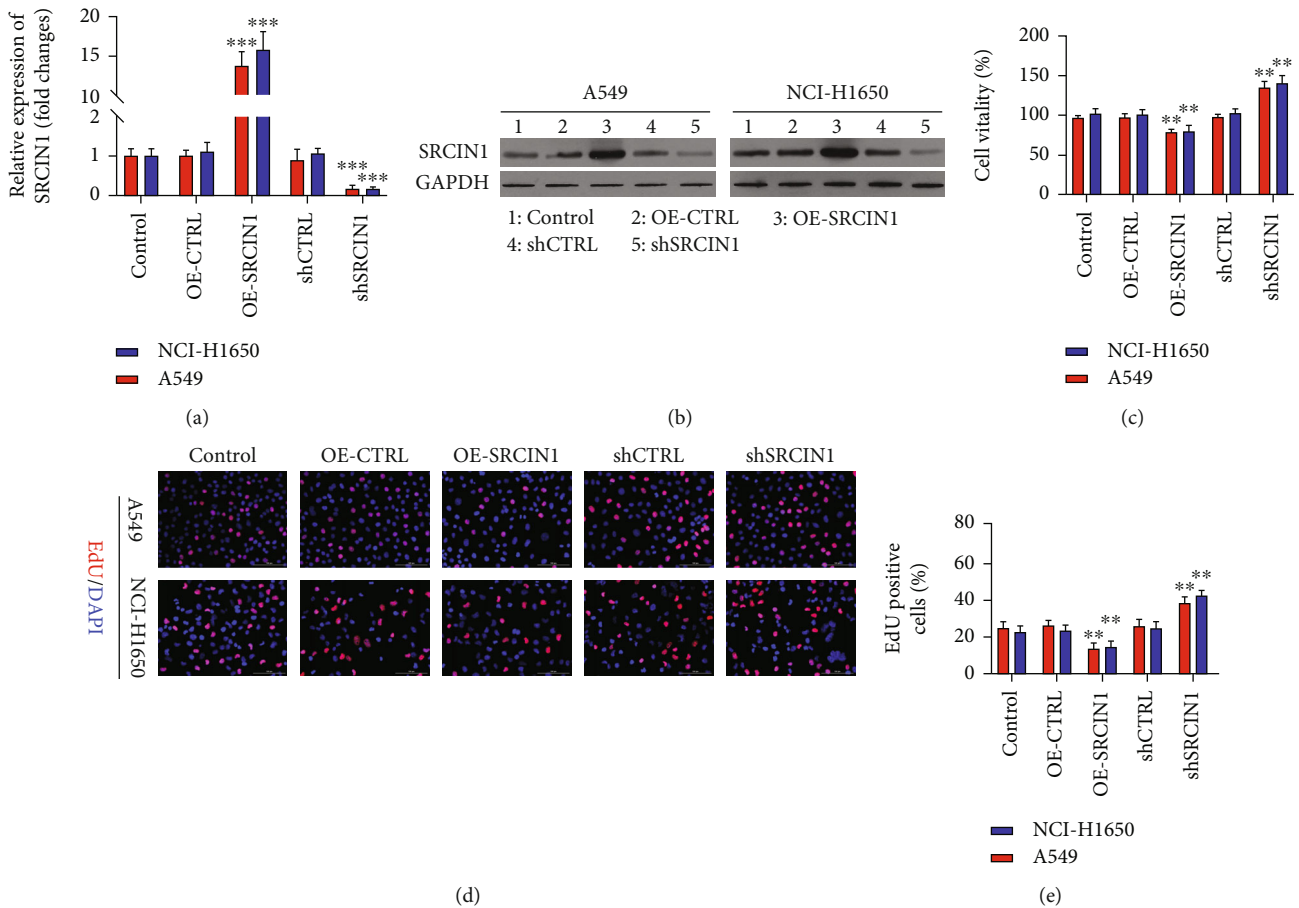 Relative expression of
SRCIN1 (fold changes)
20
15
10
2
1
0
*** ***
*** ***
Control
OE-CTRL
OE-SRCIN1
shCTRL
shSRCIN1
NCI-H1650
A549
(a)
A549
NCI-H1650
1 2 3 4 5
1 2 3 4 5
SRCIN1
GAPDH
1: Control 2: OE-CTRL 3: OE-SRCIN1
4: shCTRL 5: shSRCIN1
(b)
Cell vitality (%)
200
150
100
50
0
** **
** **
Control
OE-CTRL
OE-SRCIN1
shCTRL
shSRCIN1
NCI-H1650
A549
(c)
Control OE-CTRL OE-SRCIN1 shCTRL shSRCIN1
EdU/DAPI
A549
NCI-H1650
(d)
EdU positive
cells (%)
80
60
40
20
0
** **
** **
Control
OE-CTRL
OE-SRCIN1
shCTRL
shSRCIN1
NCI-H1650
A549
(e)